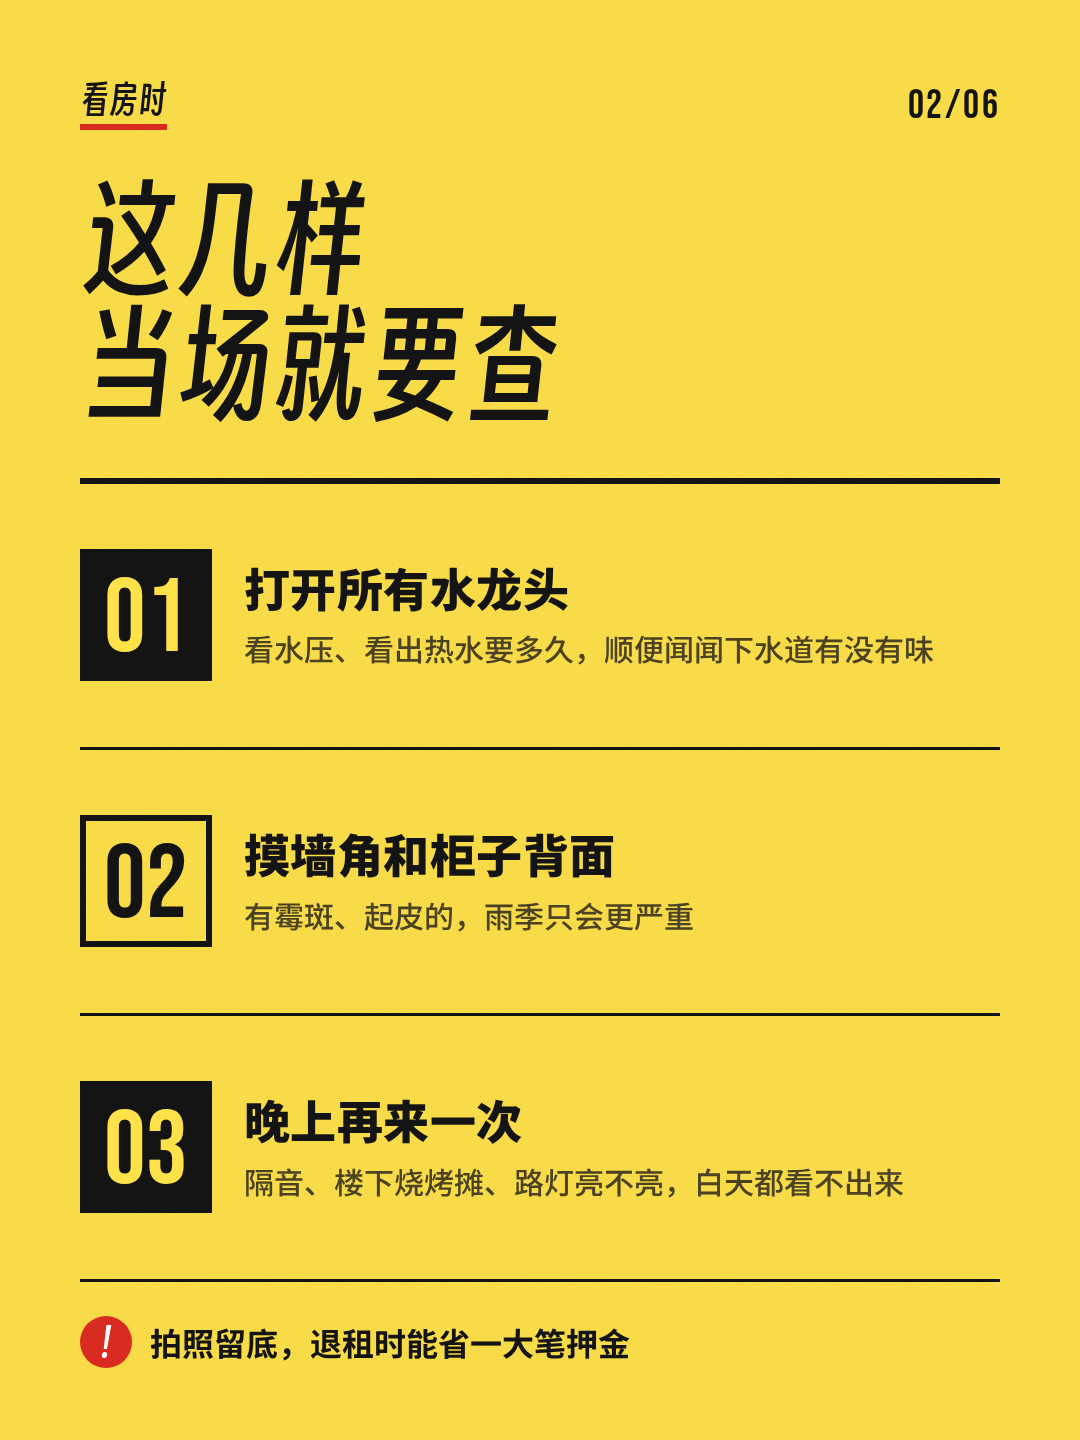 看房时
02/06
这几样
当场就要查
01
打开所有水龙头
看水压、看出热水要多久，顺便闻闻下水道有没有味
02
摸墙角和柜子背面
有霉斑、起皮的，雨季只会更严重
03
晚上再来一次
隔音、楼下烧烤摊、路灯亮不亮，白天都看不出来
!
拍照留底，退租时能省一大笔押金